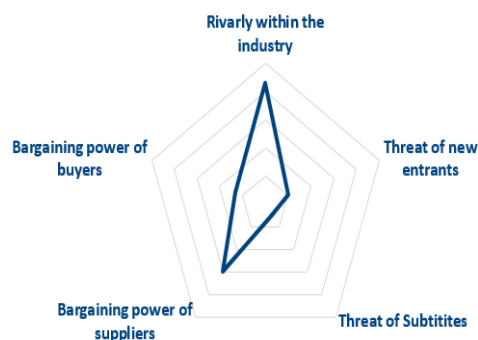 Rivarly within the
industry
Bargaining power of
buyers
Threat of new
entrants
Bargaining power of
suppliers
Threat of Subtitites